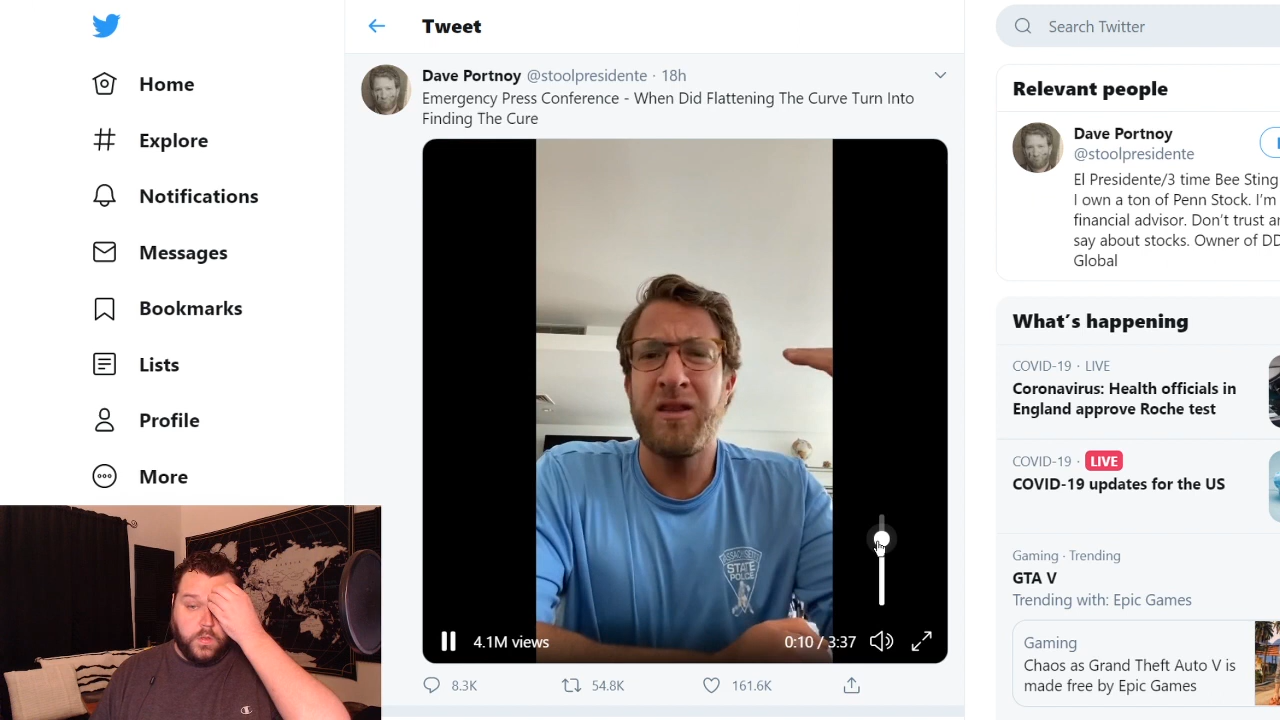 Home
Explore
Notifications
Messages
Bookmarks
Lists
Profile
More
Tweet
Dave Portnoy @stoolpresidente · 18h
Emergency Press Conference - When Did Flattening The Curve Turn Into
Finding The Cure
STATE
POLICE
4.1M views
0:10 / 3:37
8.3K
54.8K
161.6K
Search Twitter
Relevant people
Dave Portnoy
@stoolpresidente
El Presidente/3 time Bee Sting
I own a ton of Penn Stock. I'm
financial advisor. Don't trust
say about stocks. Owner of
Global
What's happening
COVID-19 · LIVE
Coronavirus: Health officials in
England approve Roche test
COVID-19 · LIVE
COVID-19 updates for the US
Gaming · Trending
GTA V
Trending with: Epic Games
Gaming
Chaos as Grand Theft Auto V is
made free by Epic Games